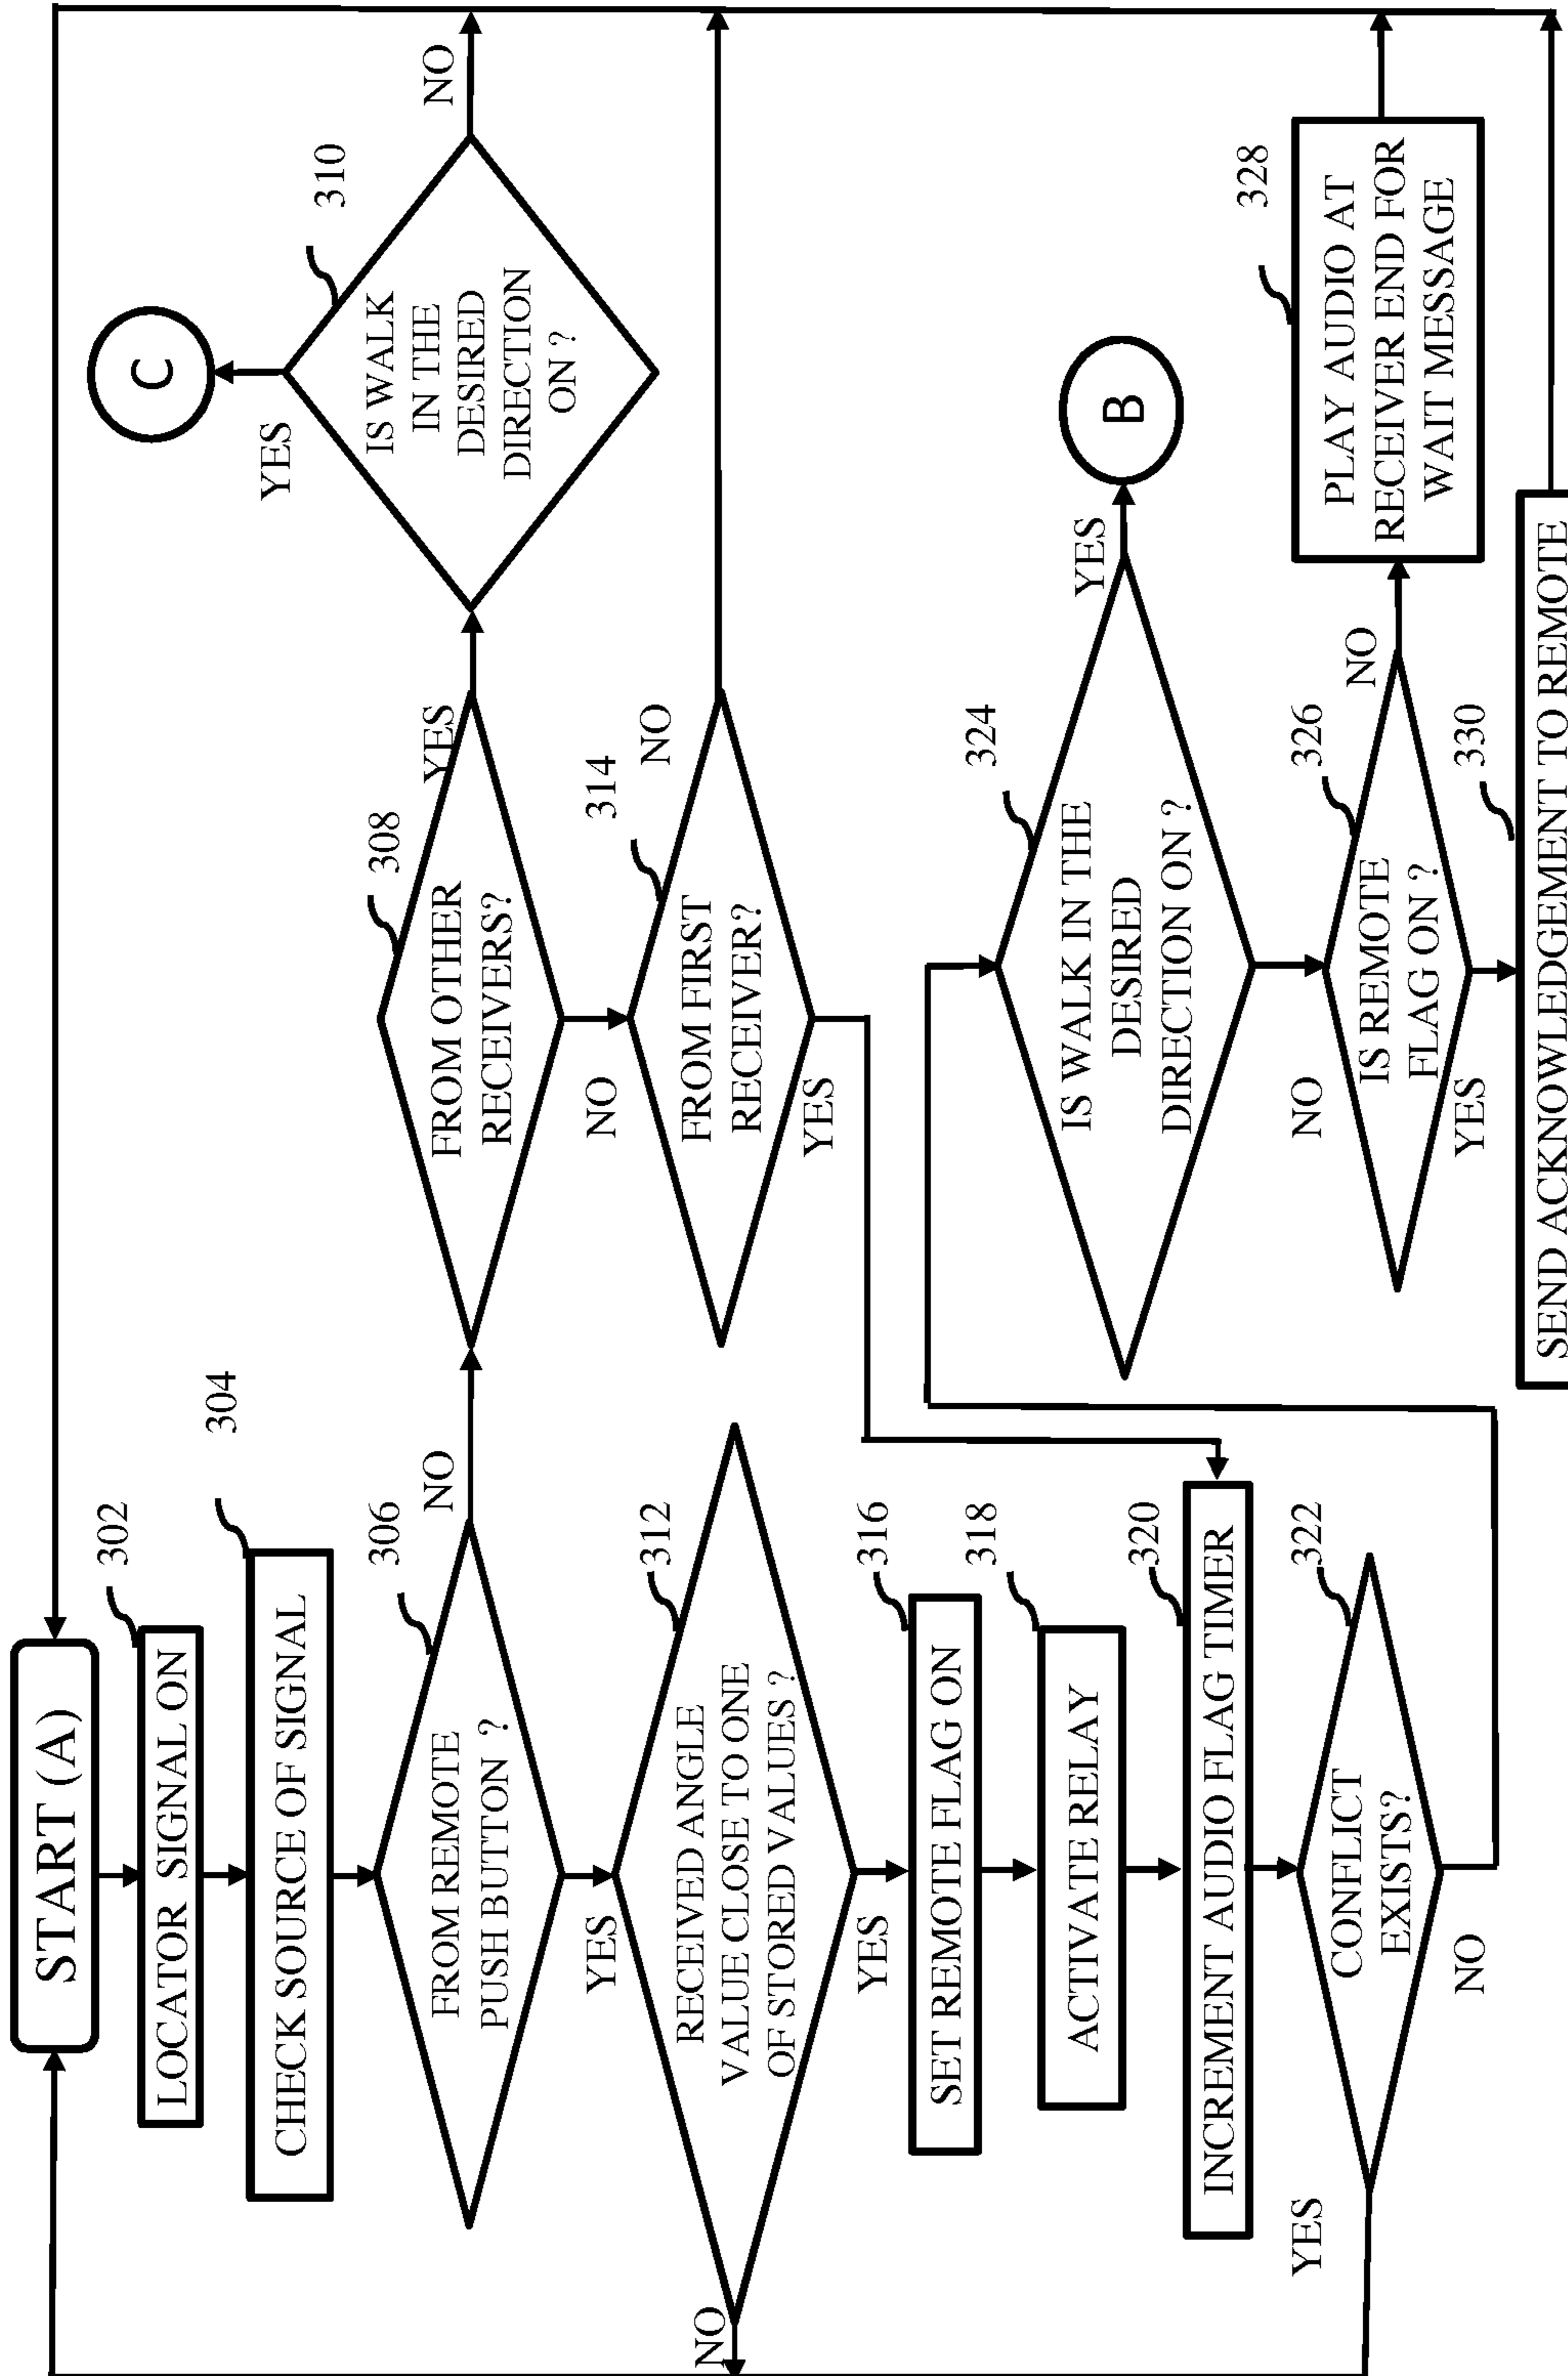 START (A)
302
LOCATOR SIGNAL ON
304
CHECK SOURCE OF SIGNAL
306
FROM REMOTE
PUSH BUTTON ?
NO
YES
308
FROM OTHER
RECEIVERS?
YES
NO
310
IS WALK
IN THE
DESIRED
DIRECTION
ON ?
YES
NO
C
312
RECEIVED ANGLE
VALUE CLOSE TO ONE
OF STORED VALUES ?
NO
YES
314
FROM FIRST
RECEIVER?
NO
YES
316
SET REMOTE FLAG ON
318
ACTIVATE RELAY
320
INCREMENT AUDIO FLAG TIMER
322
CONFLICT
EXISTS?
YES
NO
324
IS WALK IN THE
DESIRED
DIRECTION ON ?
YES
B
NO
326
IS REMOTE
FLAG ON ?
NO
YES
328
PLAY AUDIO AT
RECEIVER END FOR
WAIT MESSAGE
330
SEND ACKNOWLEDGEMENT TO REMOTE